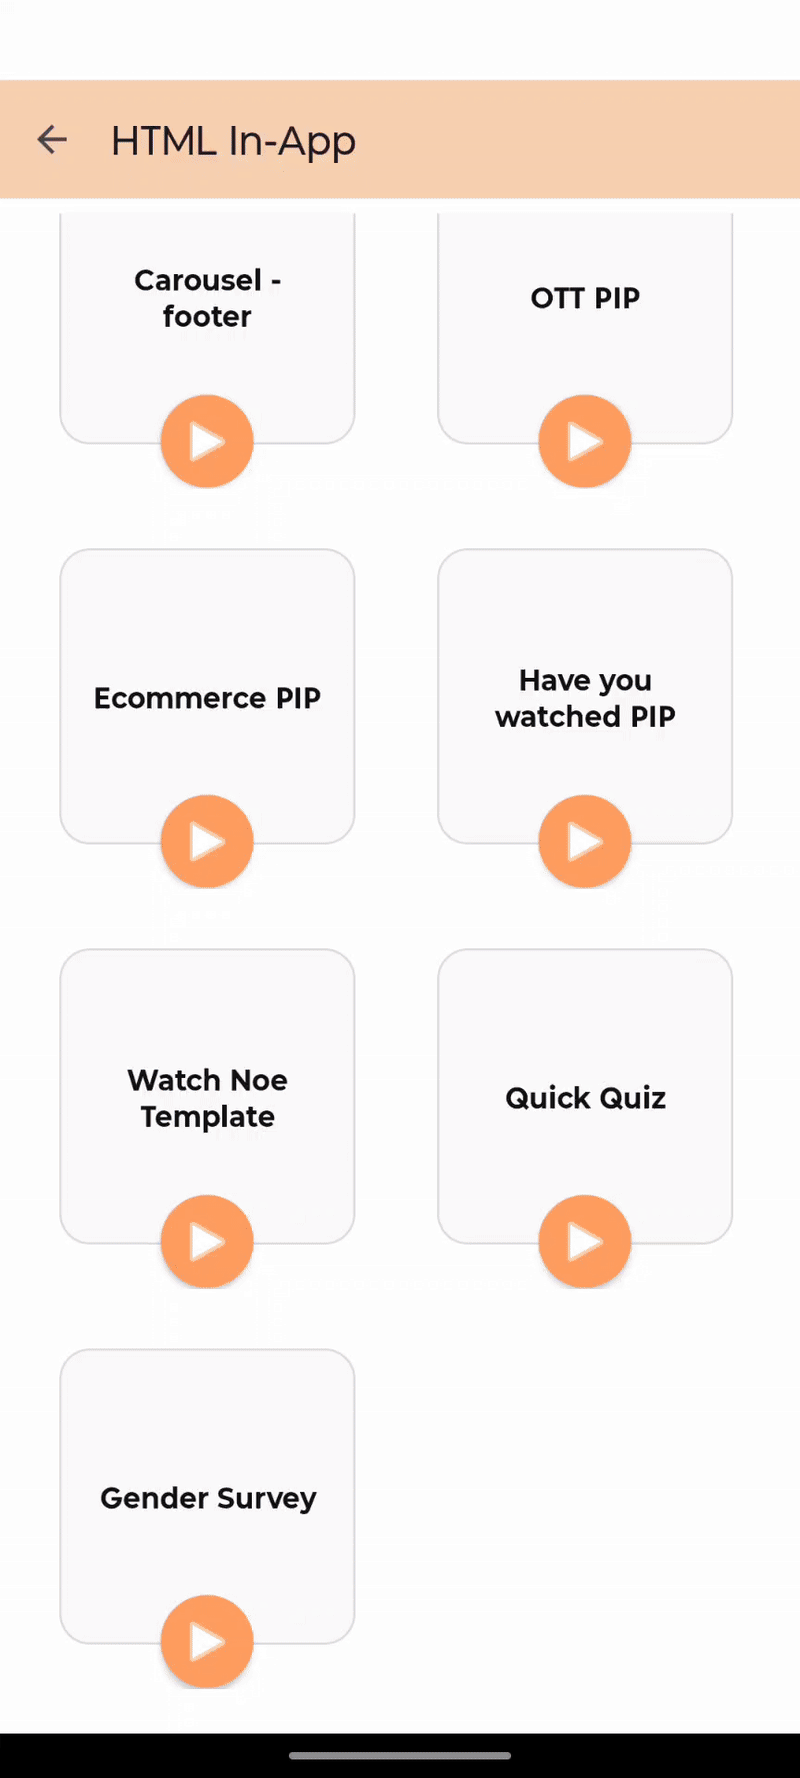 HTML In-App
Carousel -
footer
OTT PIP
Ecommerce PIP
Have you
watched PIP
Watch Noe
Template
Quick Quiz
Gender Survey